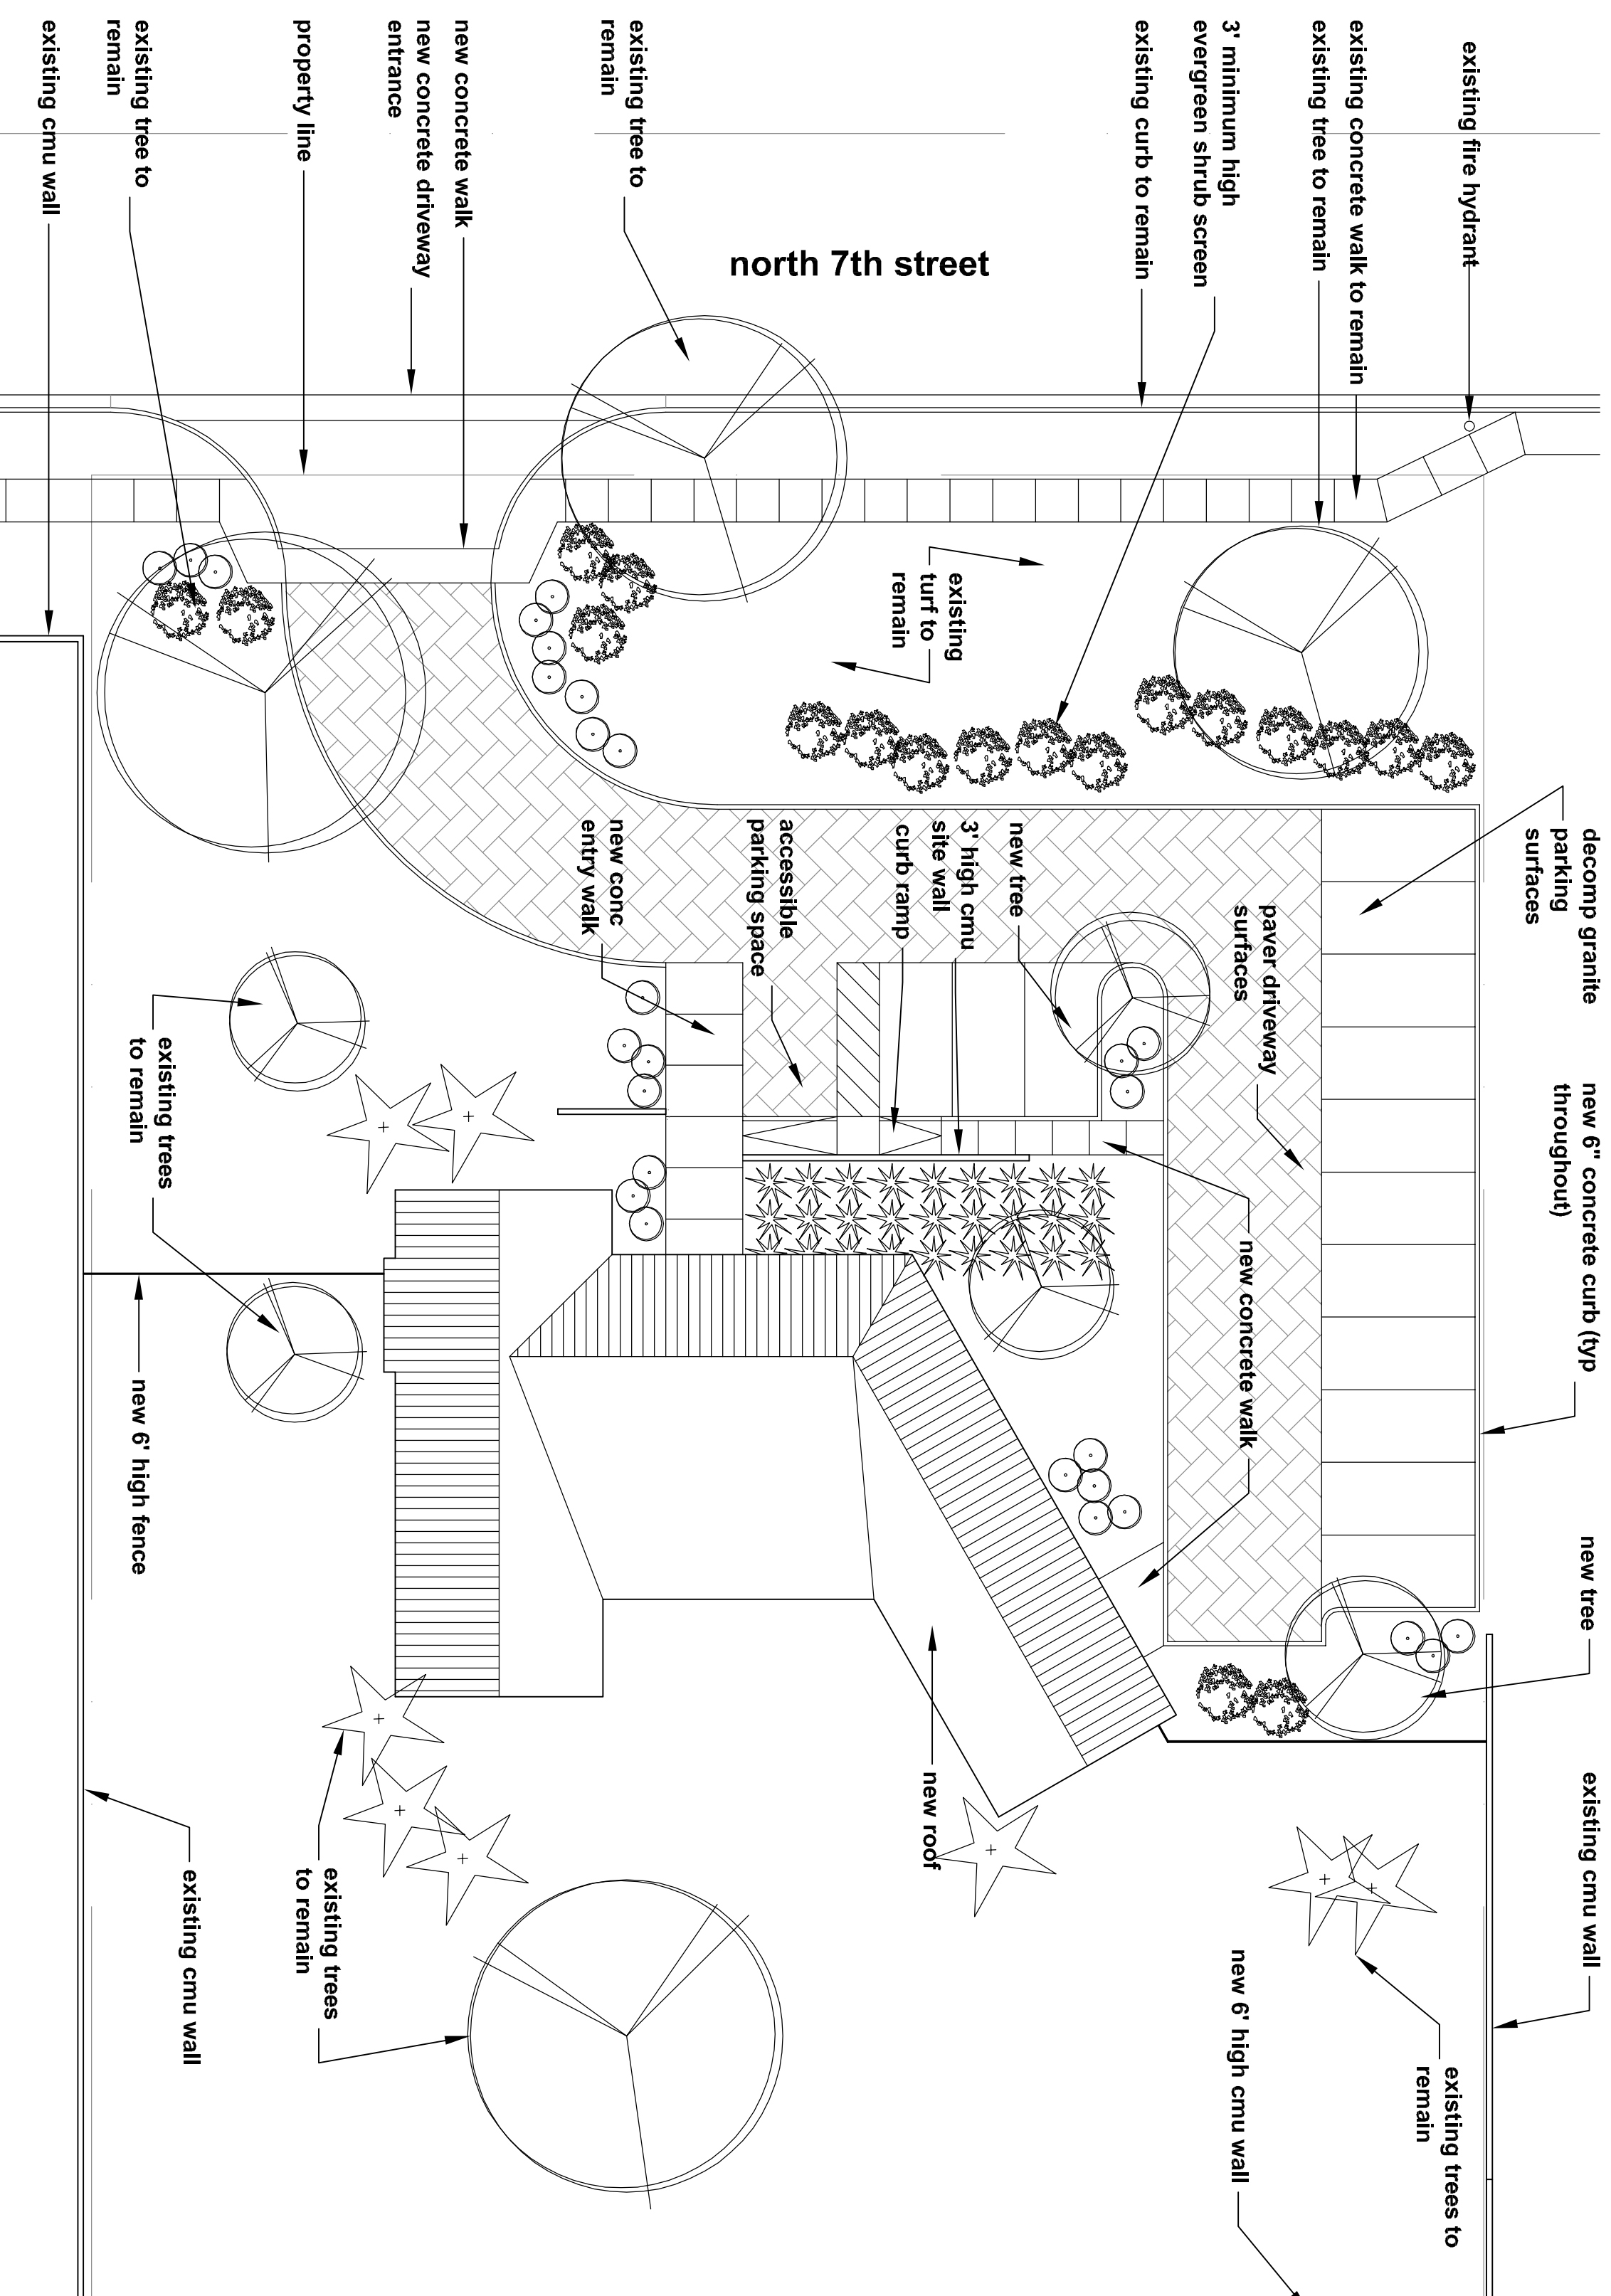 north 7th street
existing fire hydrant
existing concrete walk to remain
existing tree to remain
3' minimum high
evergreen shrub screen
existing curb to remain
existing tree to
remain
new concrete walk
new concrete driveway
entrance
property line
existing tree to
remain
existing cmu wall
existing
turf to
remain
decomp granite
parking
surfaces
paver driveway
surfaces
new tree
3' high cmu
site wall
curb ramp
accessible
parking space
new conc
entry walk
new 6" concrete curb (typ
throughout)
new concrete walk
existing trees
to remain
new 6' high fence
new tree
existing cmu wall
new roof
existing trees
to remain
existing cmu wall
existing trees to
remain
new 6' high cmu wall